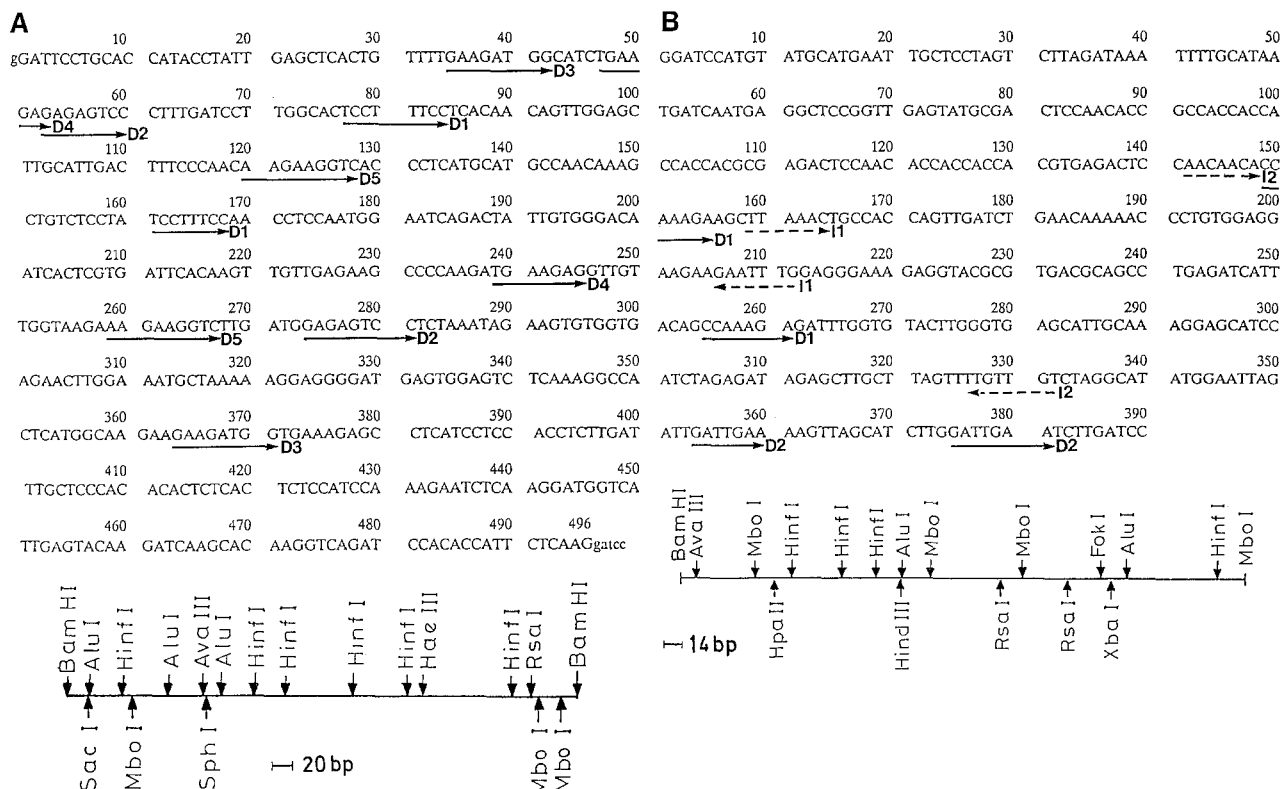 A
10 20 30 40 50
gGATTCCTGCAC CATACCTATT GAGCTCACTG TTTTGAAGAT GGCATCTGAA
D3
60 70 80 90 100
GAGAGAGTCC CTTTGATCCT TGGCACTCCT TTCCTCACAA CAGTTGGAGC
D4 D2 D1
110 120 130 140 150
TTGCATTGAC TTTCCCAACA AGAAGGTCAC CCTCATGCAT GCCAACAAAG
D5
160 170 180 190 200
CTGTCTCCTA TCCTTTCCAA CCTCCAATGG AATCAGACTA TTGTGGGACA
D1
210 220 230 240 250
ATCACTCGTG ATTCACAAGT TGTTGAGAAG CCCCAAGATG AAGAGGTTGT
D4
260 270 280 290 300
TGGTAAGAAA GAAGGTCTTG ATGGAGAGTC CTCTAAATAG AAGTGTGGTG
D5 D2
310 320 330 340 350
AGAACTTGGA AATGCTAAAA AGGAGGGGAT GAGTGGAGTC TCAAAGGCCA
360 370 380 390 400
CTCATGGCAA GAAGAAGATG GTGAAAGAGC CTCATCCTCC ACCTCTTGAT
D3
410 420 430 440 450
TTGCTCCCAC ACACTCTCAC TCTCCATCCA AAGAATCTCA AGGATGGTCA
460 470 480 490 496
TTGAGTACAA GATCAAGCAC AAGGTCAGAT CCACACCATT CTCAAGgatcc
Bam HI Alu I Hinf I Alu I Ava III Alu I Hinf I Hinf I Hinf I Hinf I Hae III Hinf I Rsa I Bam HI
Sac I Mbo I Sph I Mbo I Mbo I
20 bp
B
10 20 30 40 50
GGATCCATGT ATGCATGAAT TGCTCCTAGT CTTAGATAAA TTTTGCATAA
60 70 80 90 100
TGATCAATGA GGCTCCGGTT GAGTATGCGA CTCCAACACC GCCACCACCA
110 120 130 140 150
CCACCACGCG AGACTCCAAC ACCACCACCA CGTGAGACTC CAACAACACC
I2
160 170 180 190 200
AAAGAAGCTT AAACTGCCAC CAGTTGATCT GAACAAAAAC CCTGTGGAGG
D1 I1
210 220 230 240 250
AAGAAGAATT TGGAGGGAAA GAGGTACGCG TGACGCAGCC TGAGATCATT
I1
260 270 280 290 300
ACAGCCAAAG AGATTTGGTG TACTTGGGTG AGCATTGCAA AGGAGCATCC
D1
310 320 330 340 350
ATCTAGAGAT AGAGCTTGCT TAGTTTTGTT GTCTAGGCAT ATGGAATTAG
I2
360 370 380 390
ATTGATTGAA AAGTTAGCAT CTTGGATTGA ATCTTGATCC
D2 D2
Bam HI Ava III Mbo I Hinf I Hinf I Hinf I Alu I Mbo I Mbo I Fok I Alu I Hinf I Mbo I
Hpa II Hind III Rsa I Rsa I Xba I
14 bp